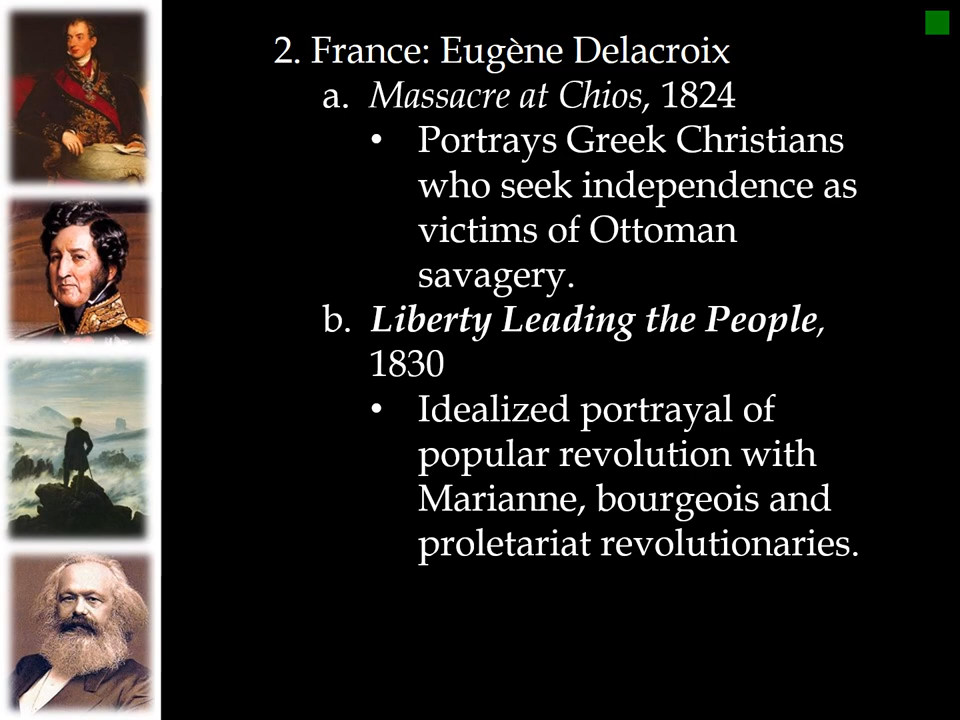 2. France: Eugène Delacroix
a. Massacre at Chios, 1824
• Portrays Greek Christians
who seek independence as
victims of Ottoman
savagery.
b. Liberty Leading the People,
1830
• Idealized portrayal of
popular revolution with
Marianne, bourgeois and
proletariat revolutionaries.